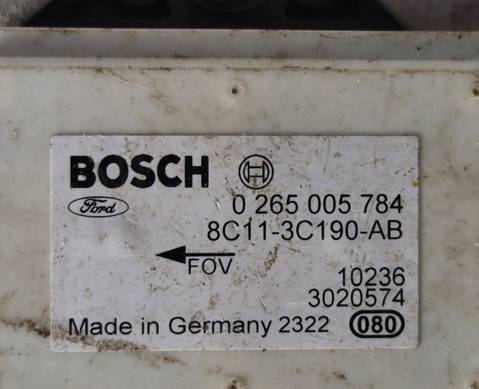 BOSCH
Ford
0 265 005 784
8C11-3C190-AB
FOV
10236
3020574
Made in Germany 2322 080